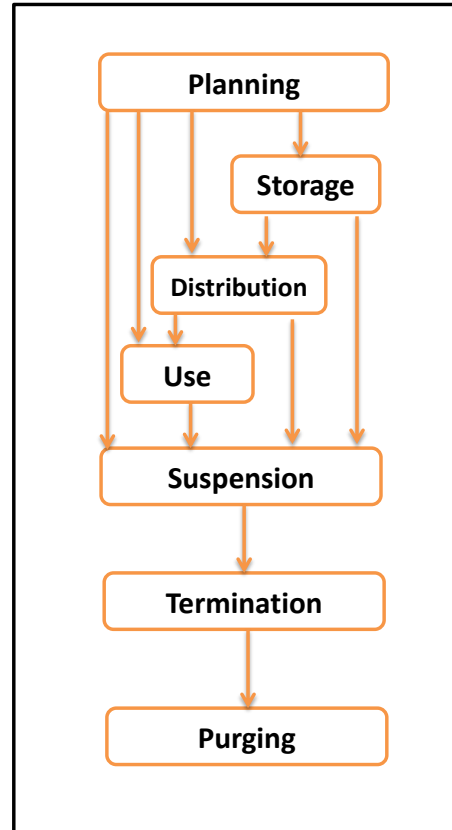 Planning
Storage
Distribution
Use
Suspension
Termination
Purging